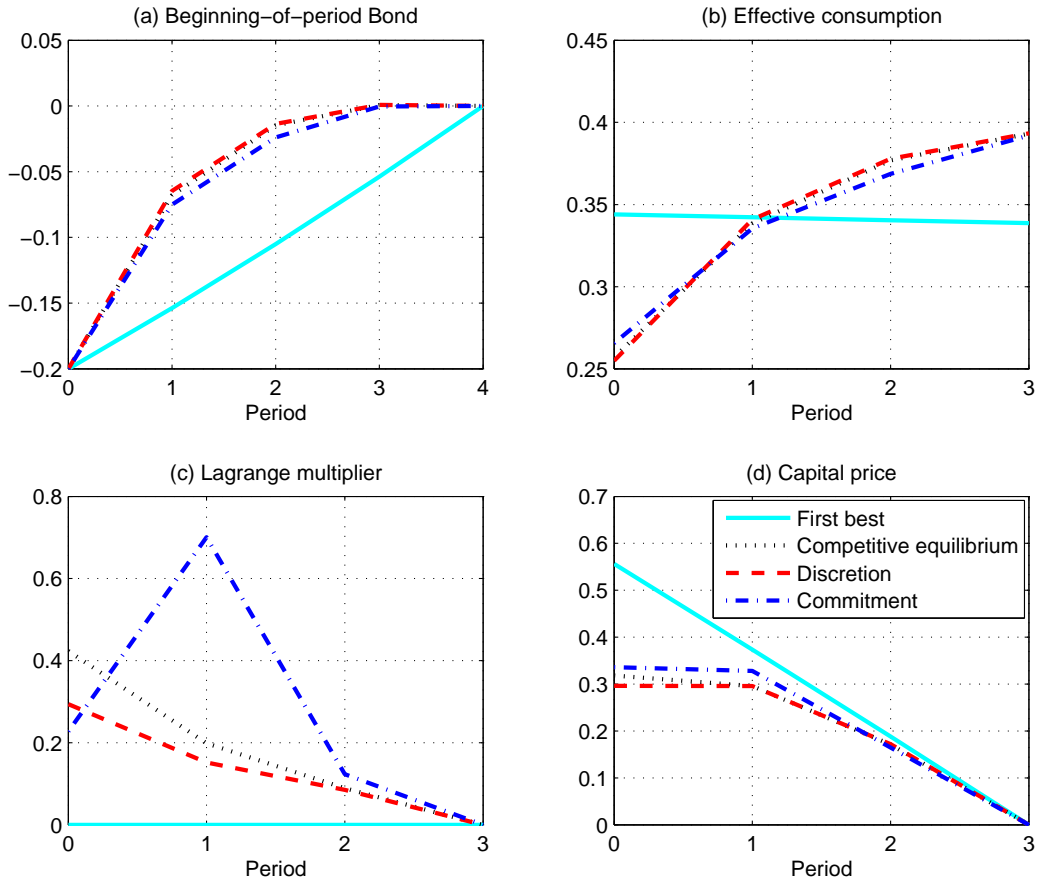 (a) Beginning−of−period Bond
0.05
0
−0.05
−0.1
−0.15
−0.2
0 1 2 3 4
Period
(b) Effective consumption
0.45
0.4
0.35
0.3
0.25
0 1 2 3
Period
(c) Lagrange multiplier
0.8
0.6
0.4
0.2
0
0 1 2 3
Period
(d) Capital price
0.7
0.6
0.5
0.4
0.3
0.2
0.1
0
0 1 2 3
Period
First best
Competitive equilibrium
Discretion
Commitment